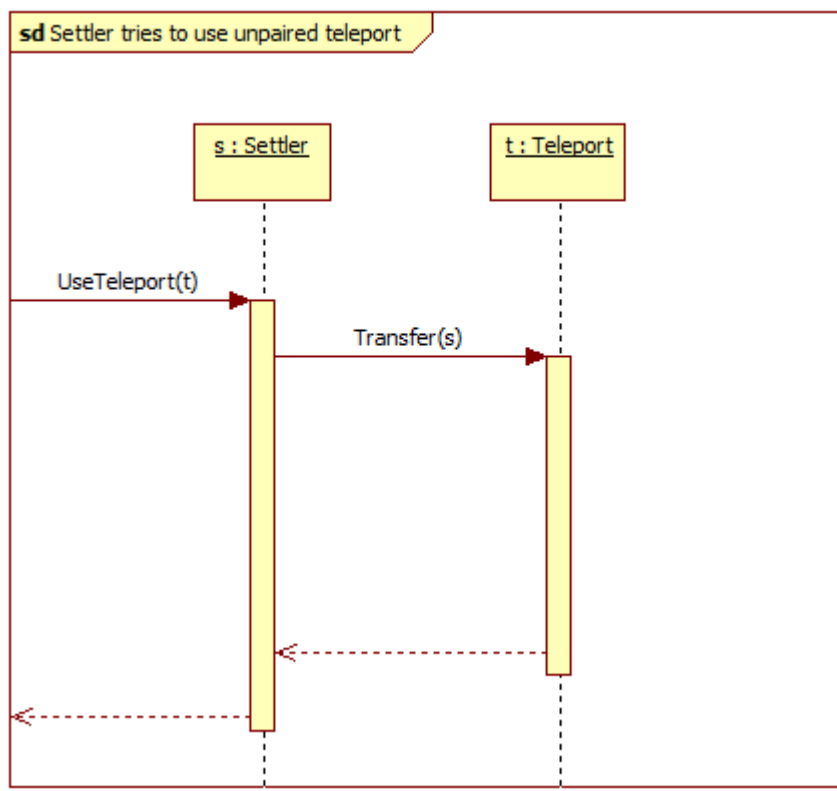 sd Settler tries to use unpaired teleport
s : Settler
t : Teleport
UseTeleport(t)
Transfer(s)